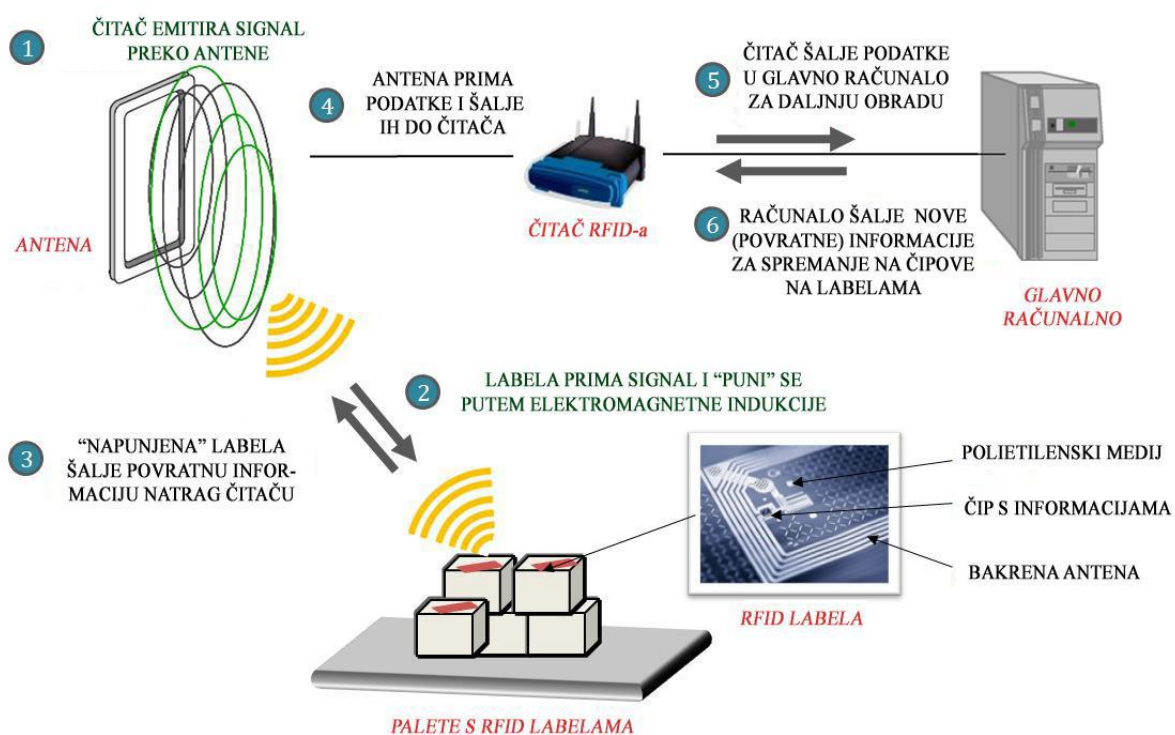 1
ČITAČ EMITIRA SIGNAL
PREKO ANTENE
ANTENA
4
ANTENA PRIMA
PODATKE I ŠALJE
IH DO ČITAČA
ČITAČ RFID-a
5
ČITAČ ŠALJE PODATKE
U GLAVNO RAČUNALO
ZA DALJNJU OBRADU
6
RAČUNALO ŠALJE NOVE
(POVRATNE) INFORMACIJE
ZA SPREMANJE NA ČIPOVE
NA LABELAMA
GLAVNO
RAČUNALNO
2
LABELA PRIMA SIGNAL I “PUNI” SE
PUTEM ELEKTROMAGNETNE INDUKCIJE
3
“NAPUNJENA” LABELA
ŠALJE POVRATNU INFOR-
MACIJU NATRAG ČITAČU
POLIETILENSKI MEDIJ
ČIP S INFORMACIJAMA
BAKRENA ANTENA
RFID LABELA
PALETE S RFID LABELAMA